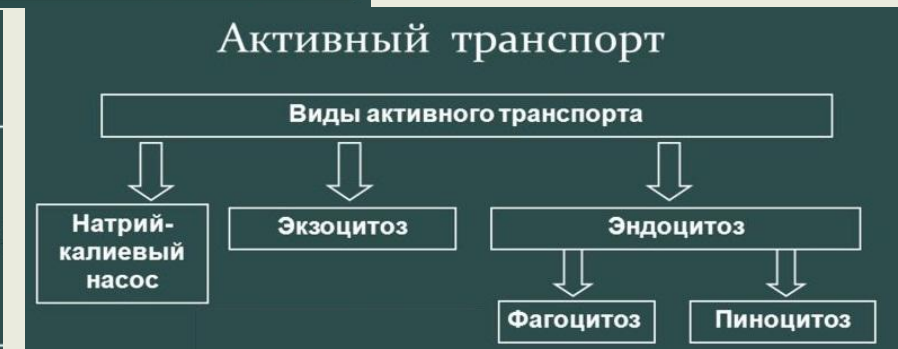 Активный транспорт
Виды активного транспорта
Натрий-
калиевый
насос
Экзоцитоз
Эндоцитоз
Фагоцитоз
Пиноцитоз